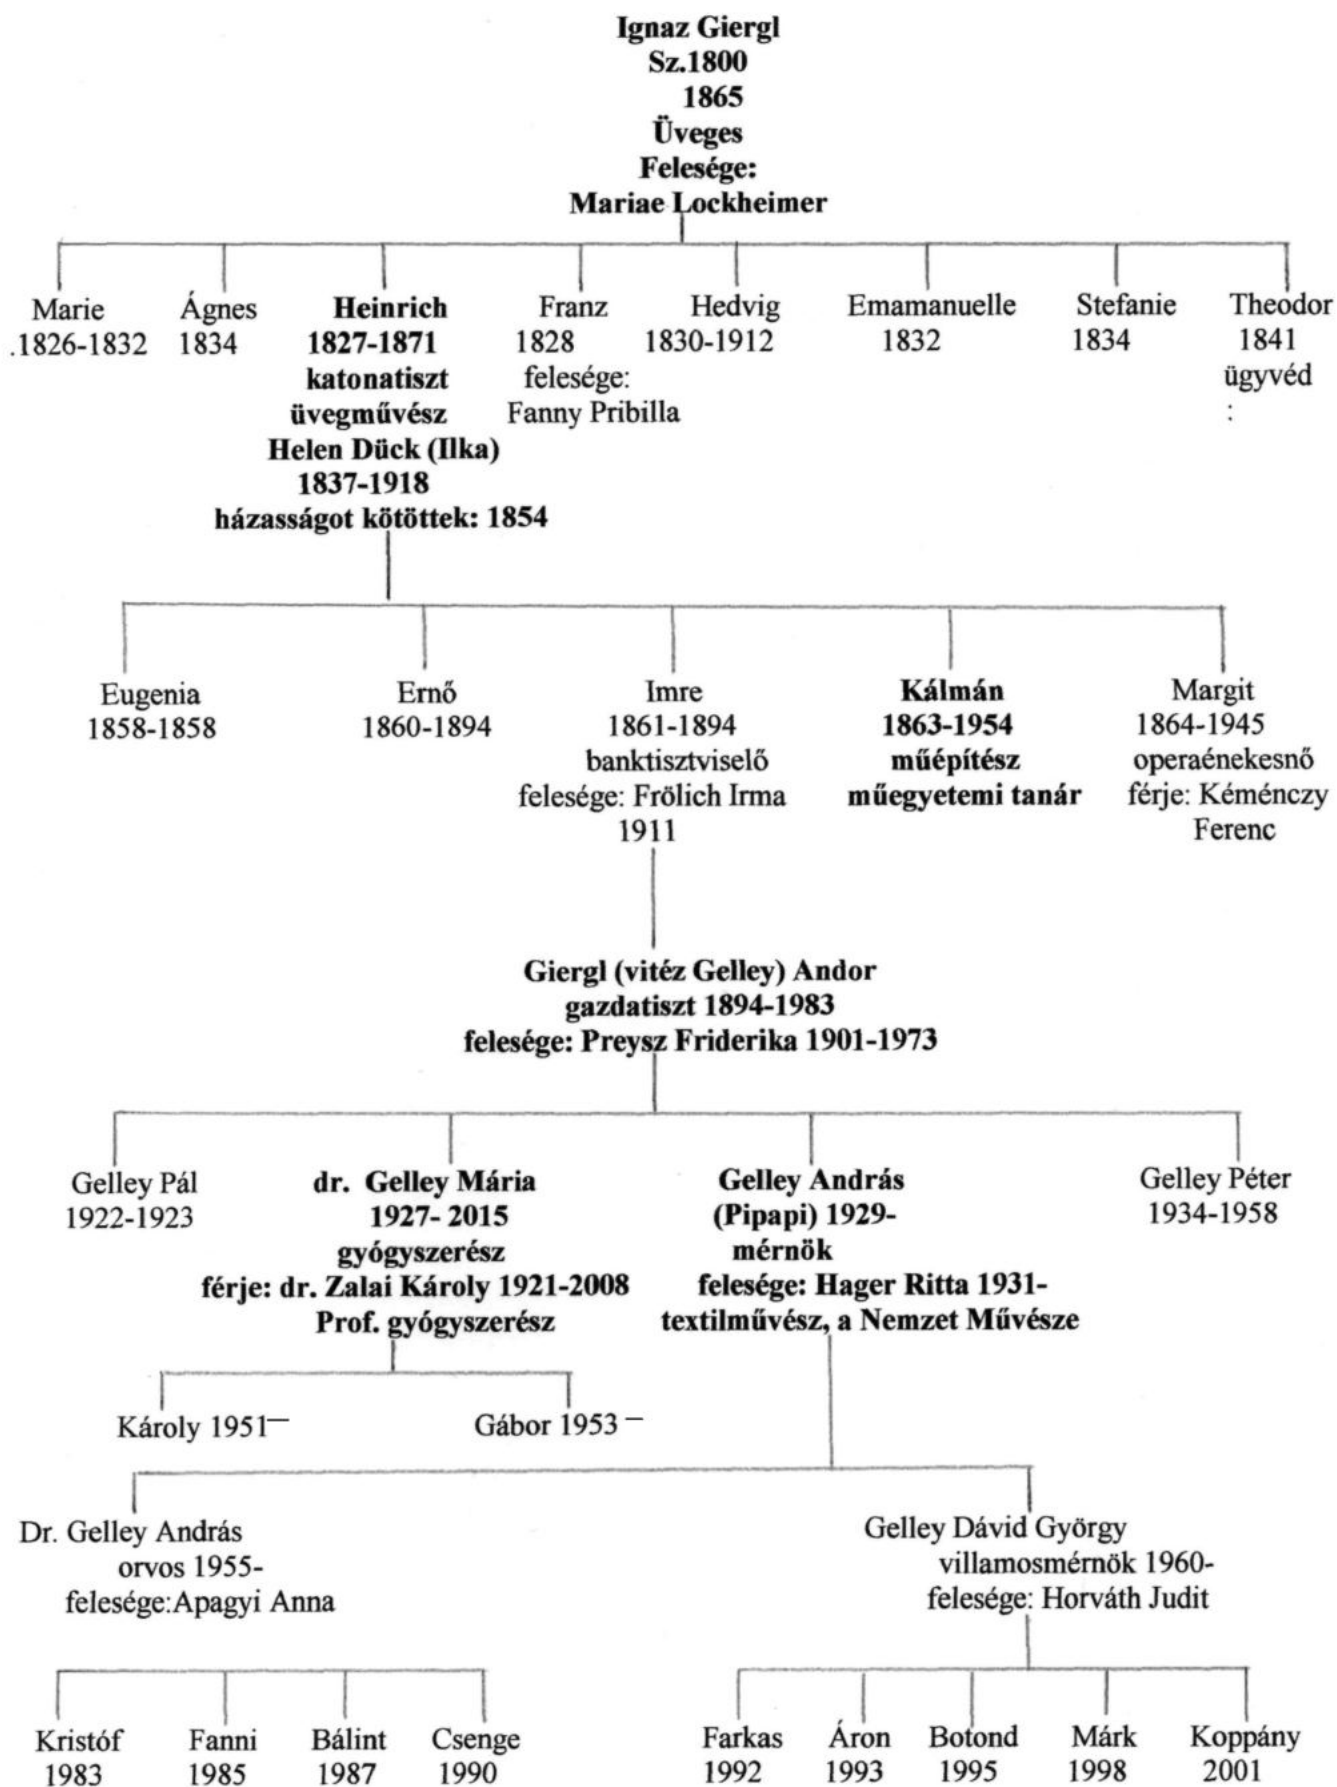 Ignaz Giergl
Sz.1800
1865
Üveges
Felesége:
Mariae Lockheimer
Marie
.1826-1832
Ágnes
1834
Heinrich
1827-1871
katonatiszt
üvegművész
Helen Dück (Ilka)
1837-1918
házasságot kötöttek: 1854
Franz
1828
felesége:
Fanny Pribilla
Hedvig
1830-1912
Emamanuelle
1832
Stefanie
1834
Theodor
1841
ügyvéd
:
Eugenia
1858-1858
Ernő
1860-1894
Imre
1861-1894
banktisztviselő
felesége: Frölich Irma
1911
Kálmán
1863-1954
műépítész
műegyetemi tanár
Margit
1864-1945
operaénekesnő
férje: Kéménczy
Ferenc
Giergl (vitéz Gelley) Andor
gazdatiszt 1894-1983
felesége: Preysz Friderika 1901-1973
Gelley Pál
1922-1923
dr. Gelley Mária
1927- 2015
gyógyszerész
férje: dr. Zalai Károly 1921-2008
Prof. gyógyszerész
Gelley András
(Pipapi) 1929-
mérnök
felesége: Hager Ritta 1931-
textilművész, a Nemzet Művésze
Gelley Péter
1934-1958
Károly 1951–
Gábor 1953 –
Dr. Gelley András
orvos 1955-
felesége:Apagyi Anna
Gelley Dávid György
villamosmérnök 1960-
felesége: Horváth Judit
Kristóf
1983
Fanni
1985
Bálint
1987
Csenge
1990
Farkas
1992
Áron
1993
Botond
1995
Márk
1998
Koppány
2001